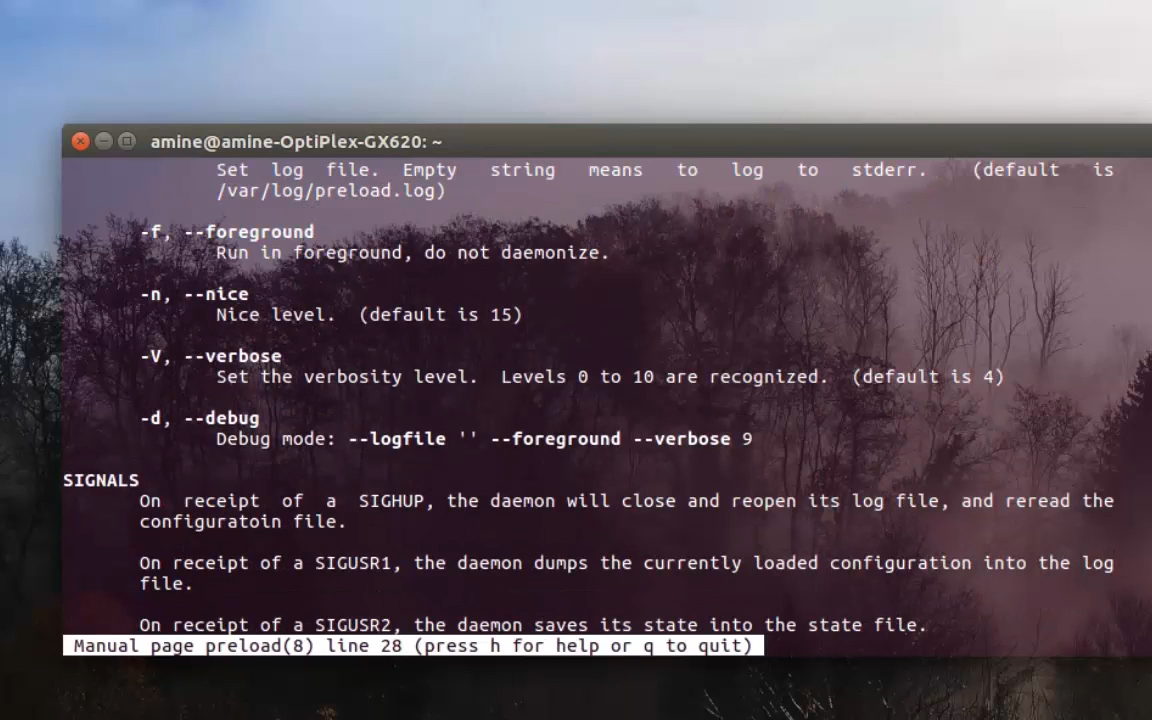 amine@amine-OptiPlex-GX620: ~
Set log file. Empty string means to log to stderr. (default is
/var/log/preload.log)
-f, --foreground
Run in foreground, do not daemonize.
-n, --nice
Nice level. (default is 15)
-V, --verbose
Set the verbosity level. Levels 0 to 10 are recognized. (default is 4)
-d, --debug
Debug mode: --logfile '' --foreground --verbose 9
SIGNALS
On receipt of a SIGHUP, the daemon will close and reopen its log file, and reread the
configuratoin file.
On receipt of a SIGUSR1, the daemon dumps the currently loaded configuration into the log
file.
On receipt of a SIGUSR2, the daemon saves its state into the state file.
Manual page preload(8) line 28 (press h for help or q to quit)